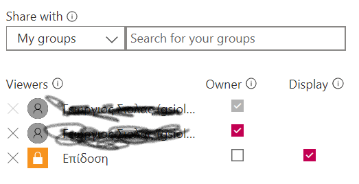 Share with
My groups
Search for your groups
Viewers Owner Display
Επίδοση